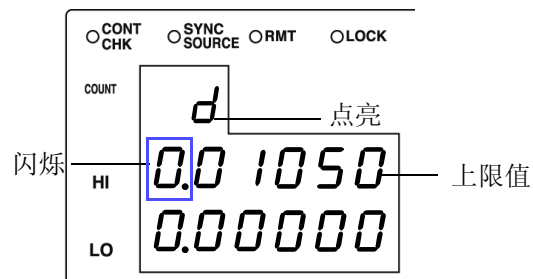 CONT CHK
SYNC SOURCE
RMT
LOCK
COUNT
d
点亮
闪烁
HI
0.01050
上限值
LO
0.00000